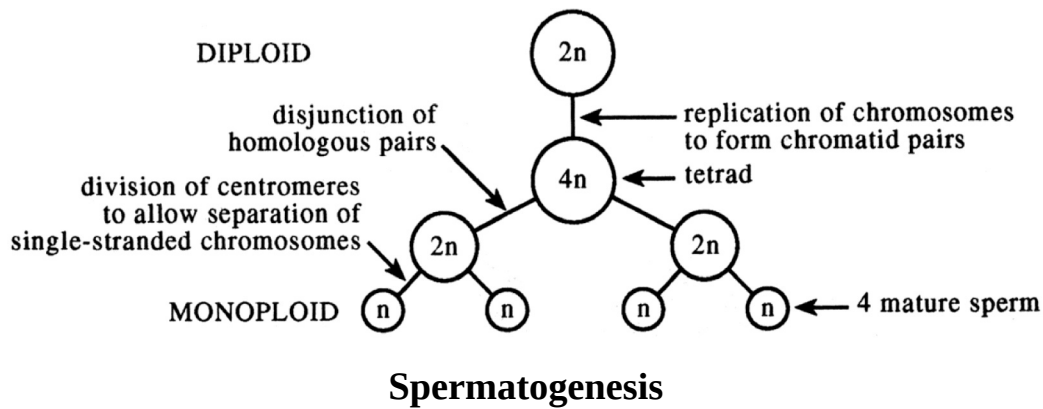 DIPLOID
2n
disjunction of
homologous pairs
replication of chromosomes
to form chromatid pairs
4n
tetrad
division of centromeres
to allow separation of
single-stranded chromosomes
2n
2n
MONOPLOID
n
n
n
n
4 mature sperm
Spermatogenesis